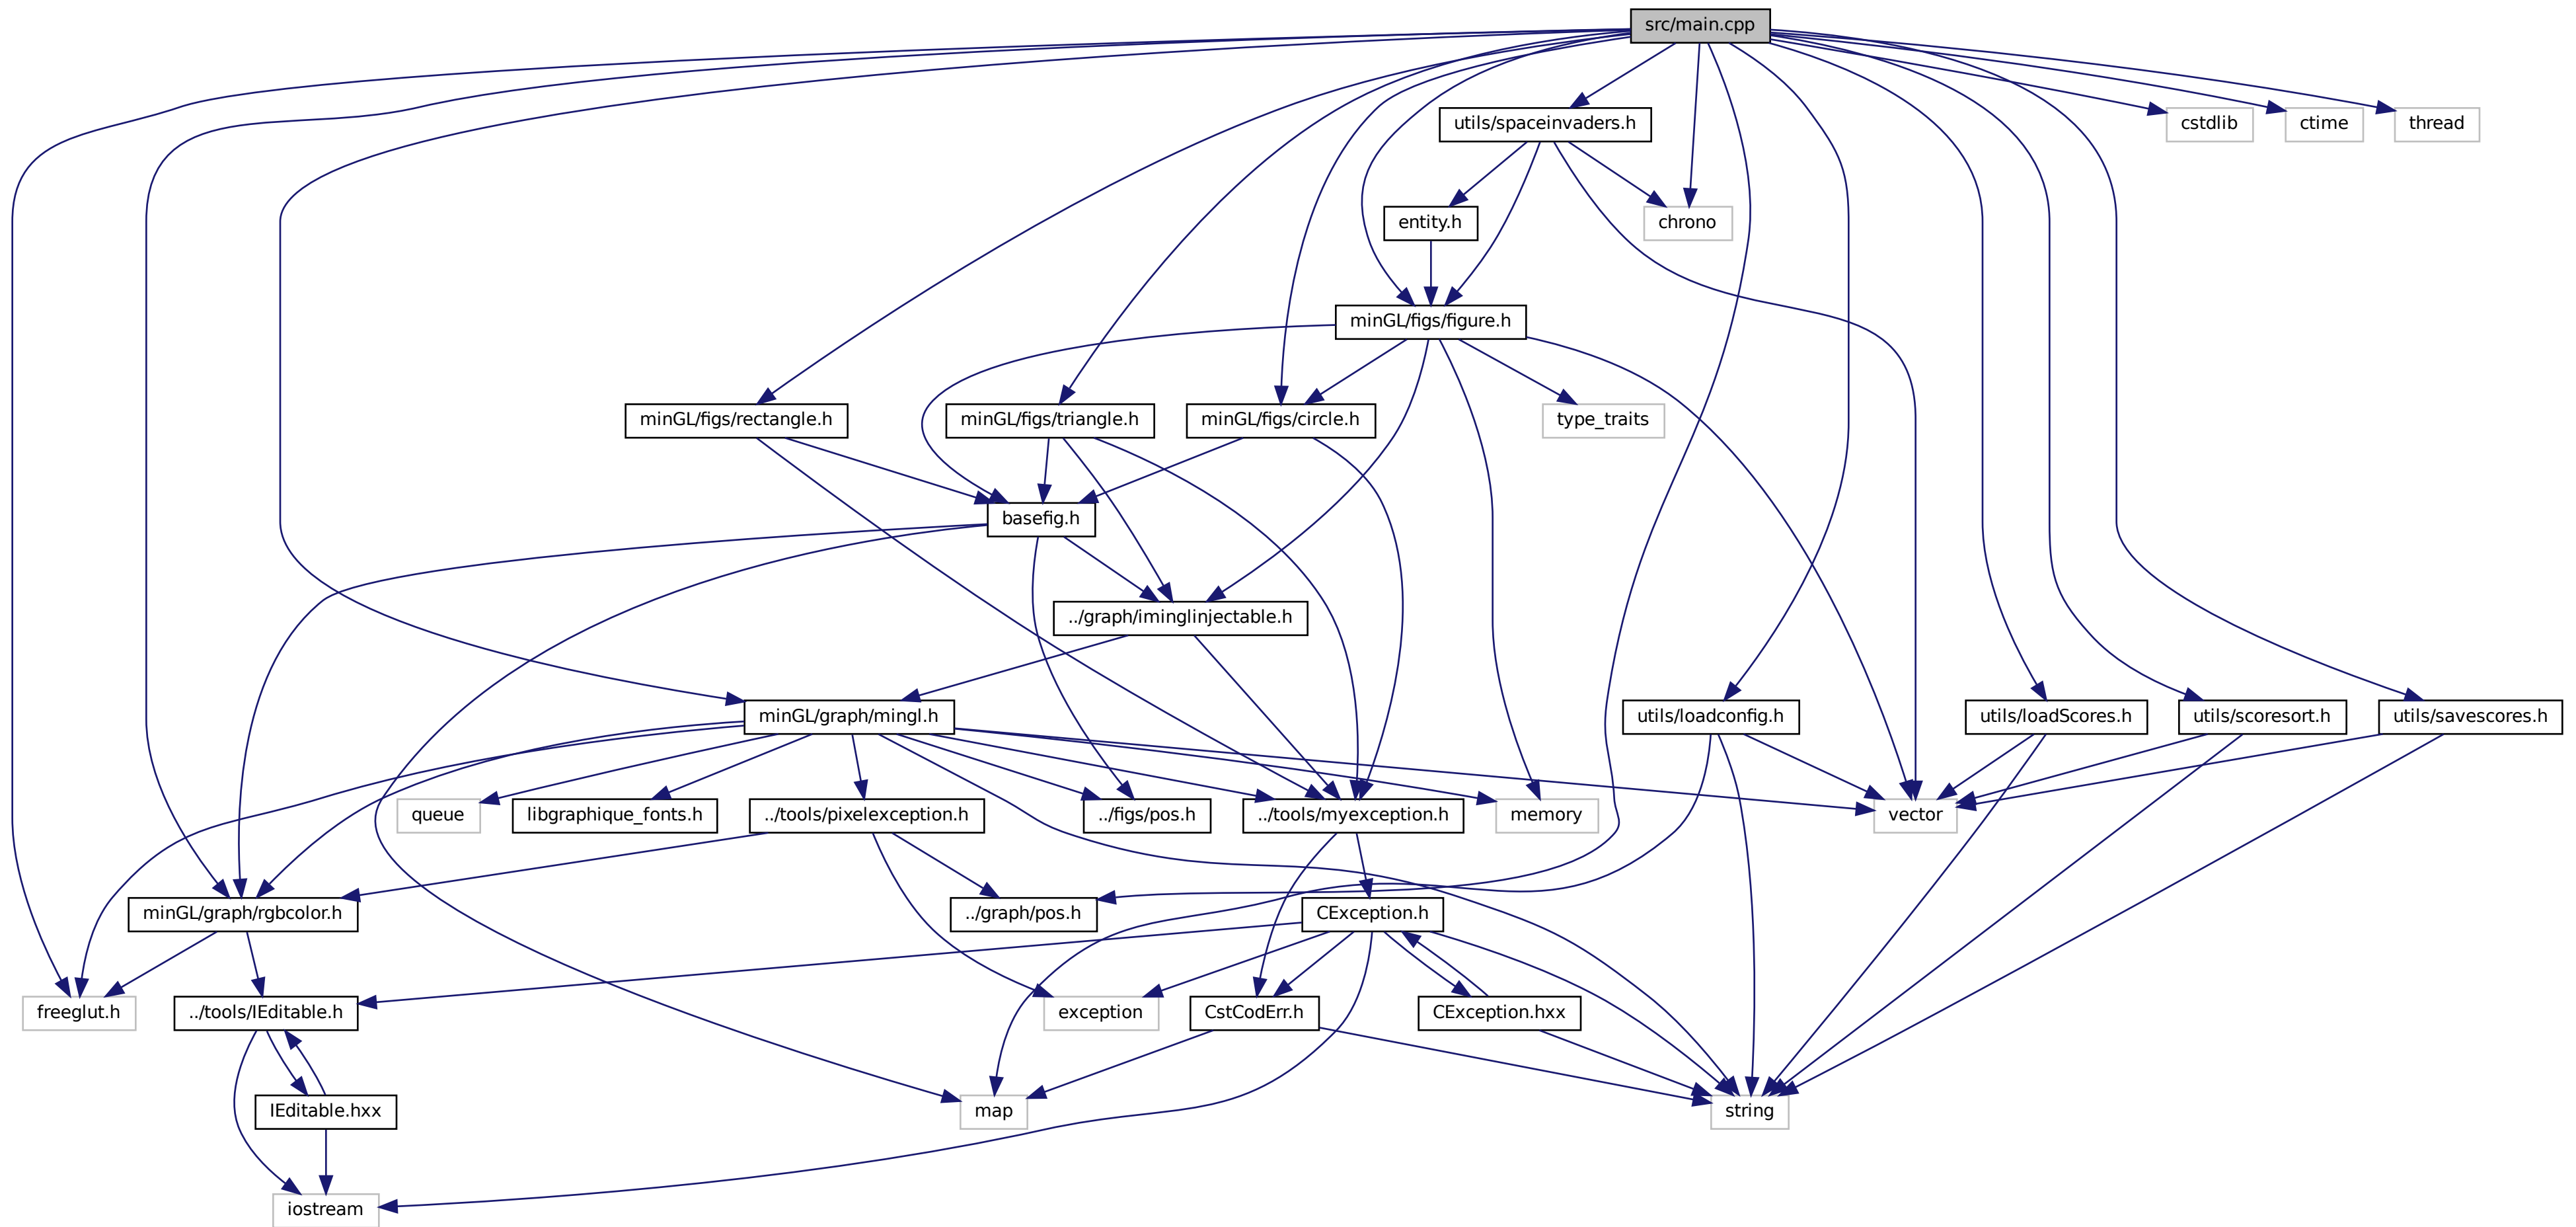 src/main.cpp
utils/spaceinvaders.h
cstdlib
ctime
thread
entity.h
chrono
minGL/figs/figure.h
minGL/figs/rectangle.h
minGL/figs/triangle.h
minGL/figs/circle.h
type_traits
basefig.h
../graph/iminglinjectable.h
minGL/graph/mingl.h
utils/loadconfig.h
utils/loadScores.h
utils/scoresort.h
utils/savescores.h
queue
libgraphique_fonts.h
../tools/pixelexception.h
../figs/pos.h
../tools/myexception.h
memory
vector
minGL/graph/rgbcolor.h
../graph/pos.h
CException.h
freeglut.h
../tools/IEditable.h
exception
CstCodErr.h
CException.hxx
IEditable.hxx
map
string
iostream